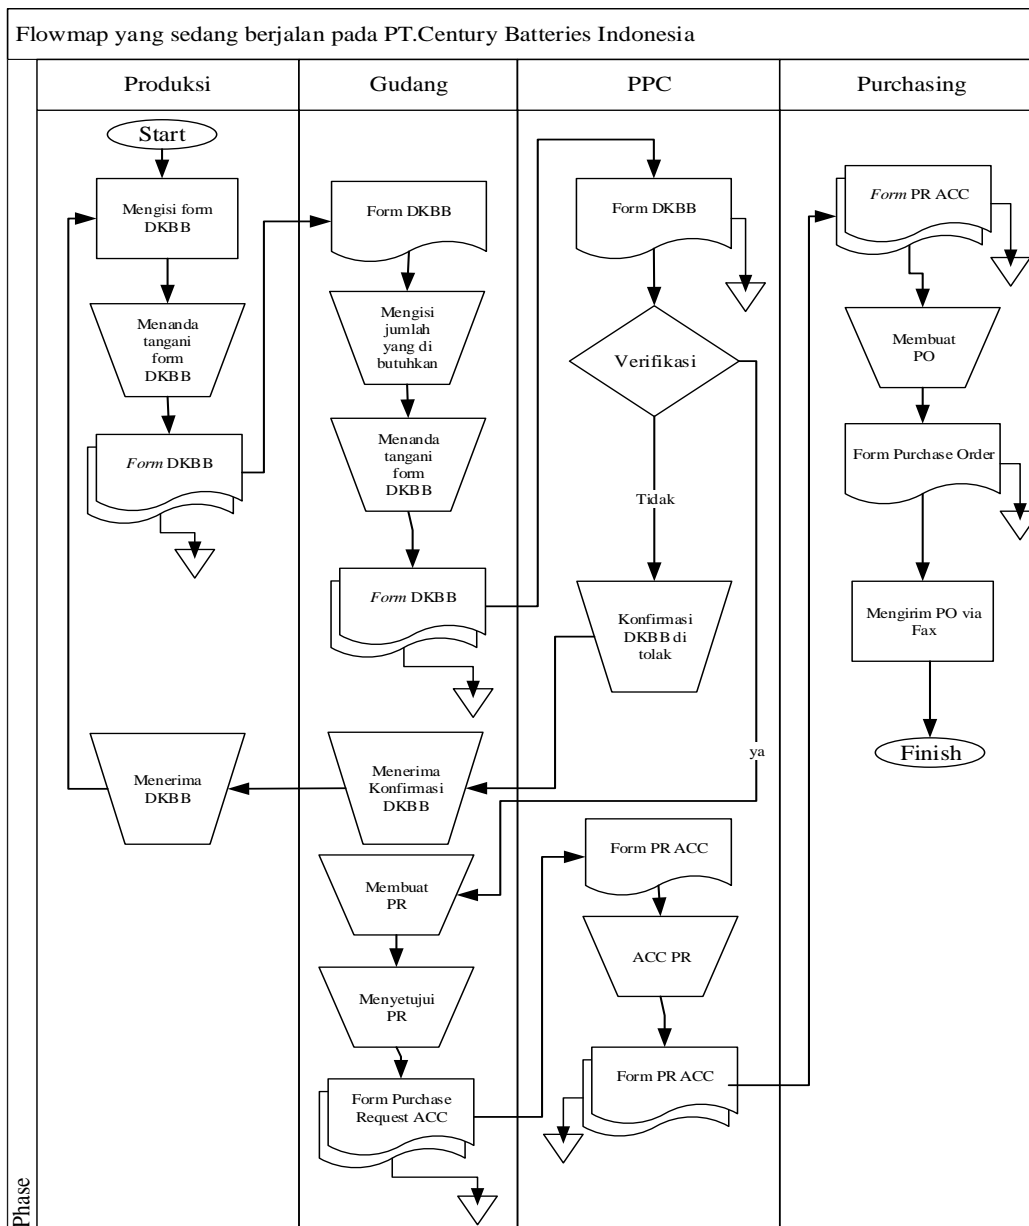 Flowmap yang sedang berjalan pada PT.Century Batteries Indonesia
Produksi
Gudang
PPC
Purchasing
Start
Mengisi form
DKBB
Menanda
tangani
form
DKBB
Form DKBB
Menerima
DKBB
Form DKBB
Mengisi
jumlah
yang di
butuhkan
Menanda
tangani
form
DKBB
Form DKBB
Menerima
Konfirmasi
DKBB
Membuat
PR
Menyetujui
PR
Form Purchase
Request ACC
Form DKBB
Verifikasi
Tidak
ya
Konfirmasi
DKBB di
tolak
Form PR ACC
ACC PR
Form PR ACC
Form PR ACC
Membuat
PO
Form Purchase Order
Mengirim PO via
Fax
Finish
Phase